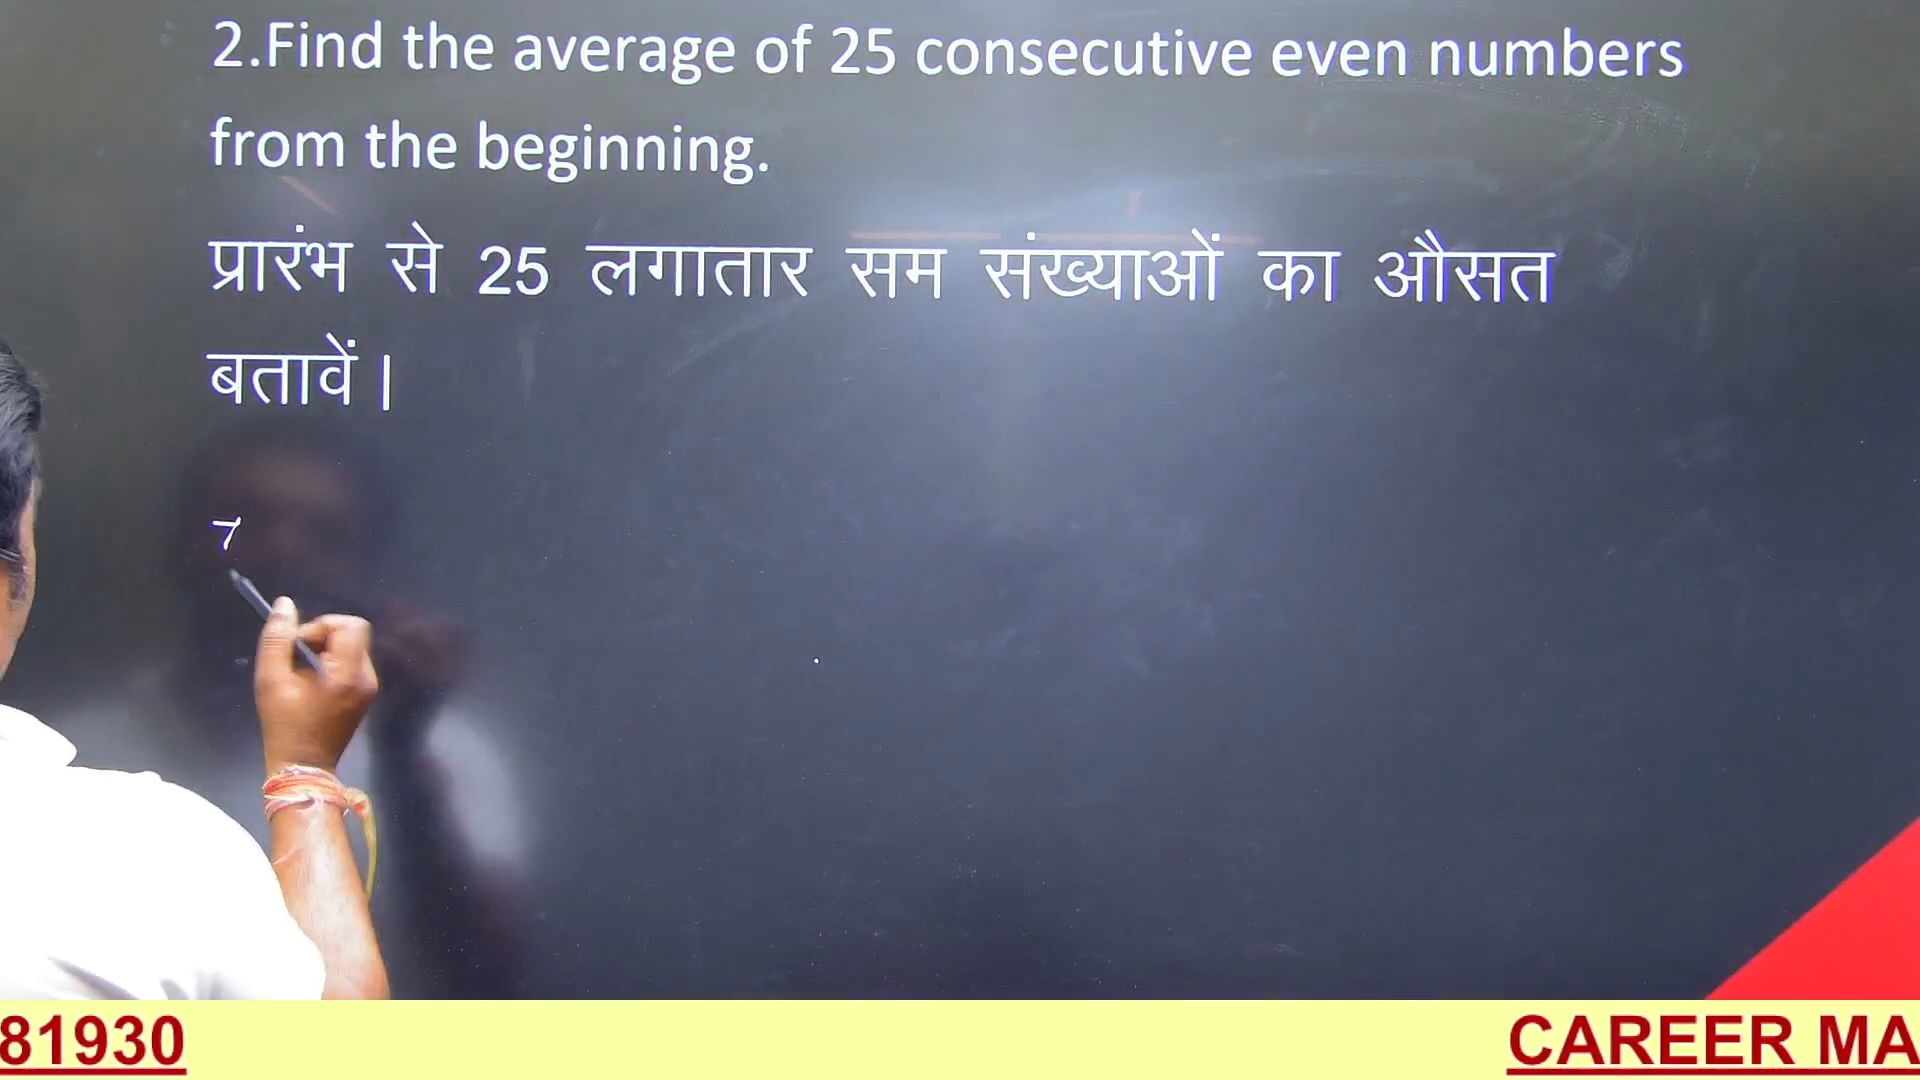 2.Find the average of 25 consecutive even numbers
from the beginning.
प्रारंभ से 25 लगातार सम संख्याओं का औसत
बतावें।
81930
CAREER MA